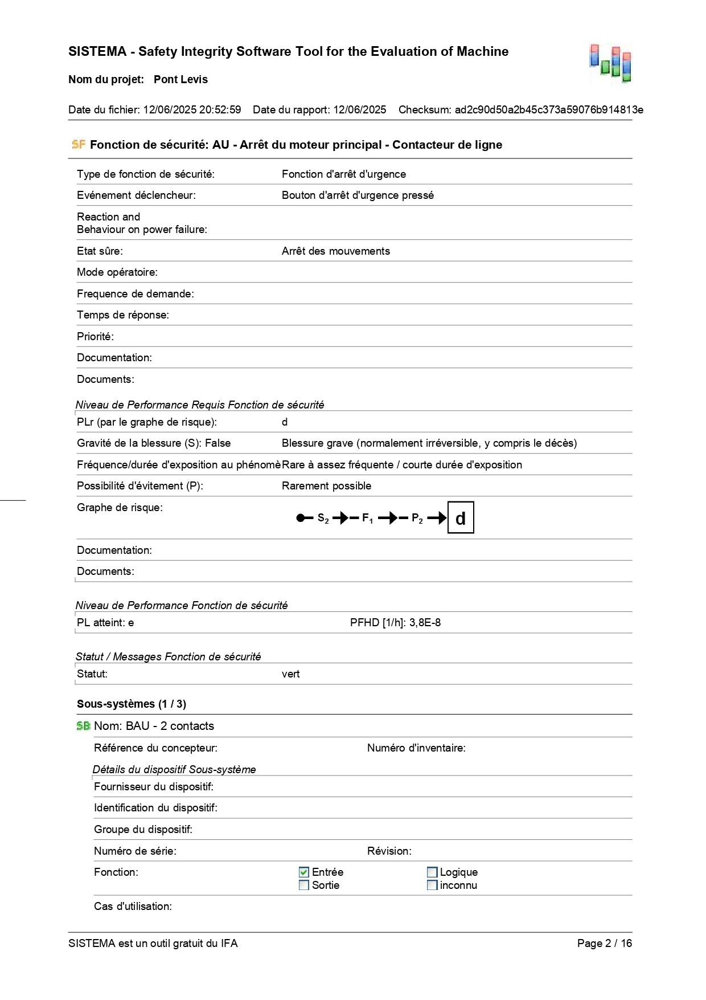 SISTEMA - Safety Integrity Software Tool for the Evaluation of Machine
Nom du projet: Pont Levis
Date du fichier: 12/06/2025 20:52:59 Date du rapport: 12/06/2025 Checksum: ad2c90d50a2b45c373a59076b914813e
SF Fonction de sécurité: AU - Arrêt du moteur principal - Contacteur de ligne
Type de fonction de sécurité: Fonction d'arrêt d'urgence
Evénement déclencheur: Bouton d'arrêt d'urgence pressé
Reaction and
Behaviour on power failure:
Etat sûre: Arrêt des mouvements
Mode opératoire:
Frequence de demande:
Temps de réponse:
Priorité:
Documentation:
Documents:
Niveau de Performance Requis Fonction de sécurité
PLr (par le graphe de risque): d
Gravité de la blessure (S): False Blessure grave (normalement irréversible, y compris le décès)
Fréquence/durée d'exposition au phénomè Rare à assez fréquente / courte durée d'exposition
Possibilité d'évitement (P): Rarement possible
Graphe de risque: S2 F1 P2 d
Documentation:
Documents:
Niveau de Performance Fonction de sécurité
PL atteint: e PFHD [1/h]: 3,8E-8
Statut / Messages Fonction de sécurité
Statut: vert
Sous-systèmes (1 / 3)
SB Nom: BAU - 2 contacts
Référence du concepteur: Numéro d'inventaire:
Détails du dispositif Sous-système
Fournisseur du dispositif:
Identification du dispositif:
Groupe du dispositif:
Numéro de série: Révision:
Fonction: Entrée Logique
Sortie inconnu
Cas d'utilisation:
SISTEMA est un outil gratuit du IFA Page 2 / 16